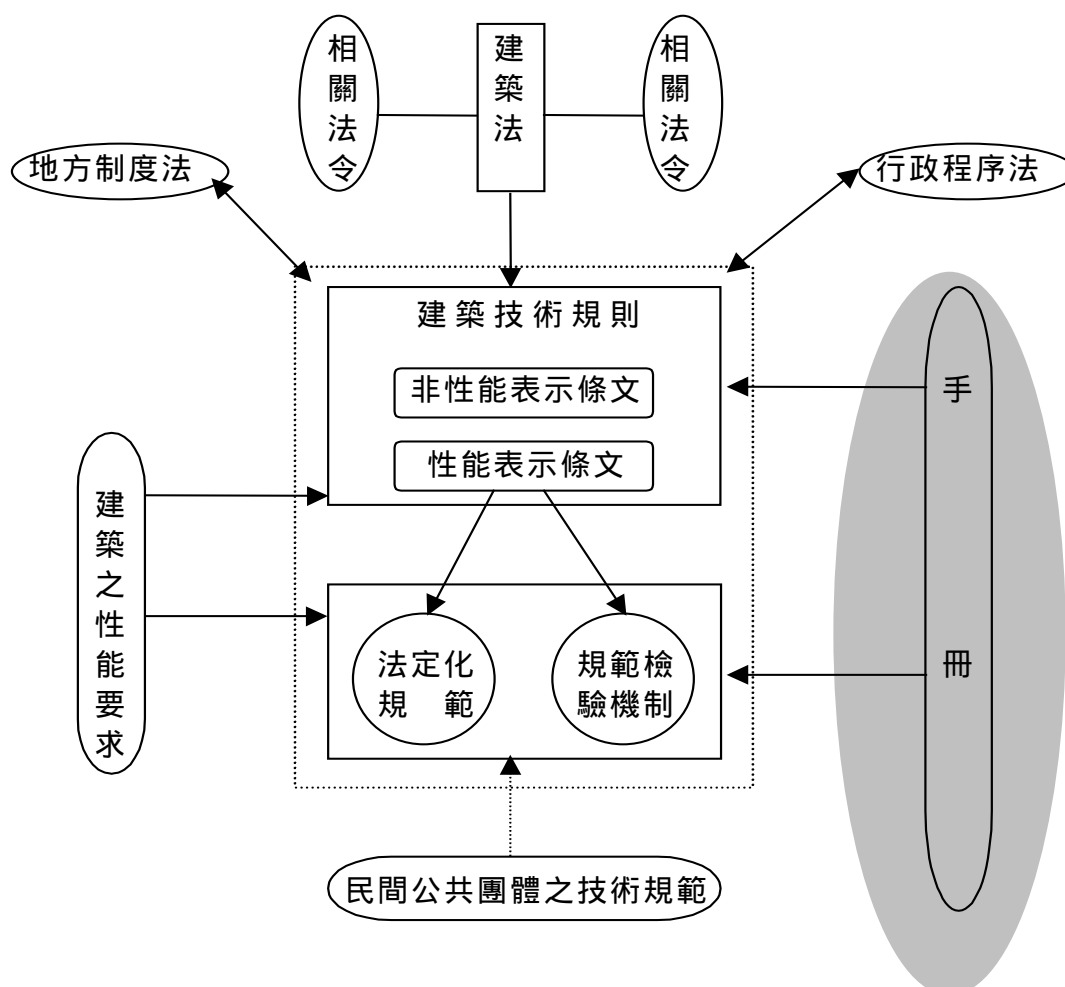 相關法令
建築法
相關法令
地方制度法
行政程序法
建築技術規則
非性能表示條文
性能表示條文
建築之性能要求
手冊
法定化
規範
規範檢
驗機制
民間公共團體之技術規範